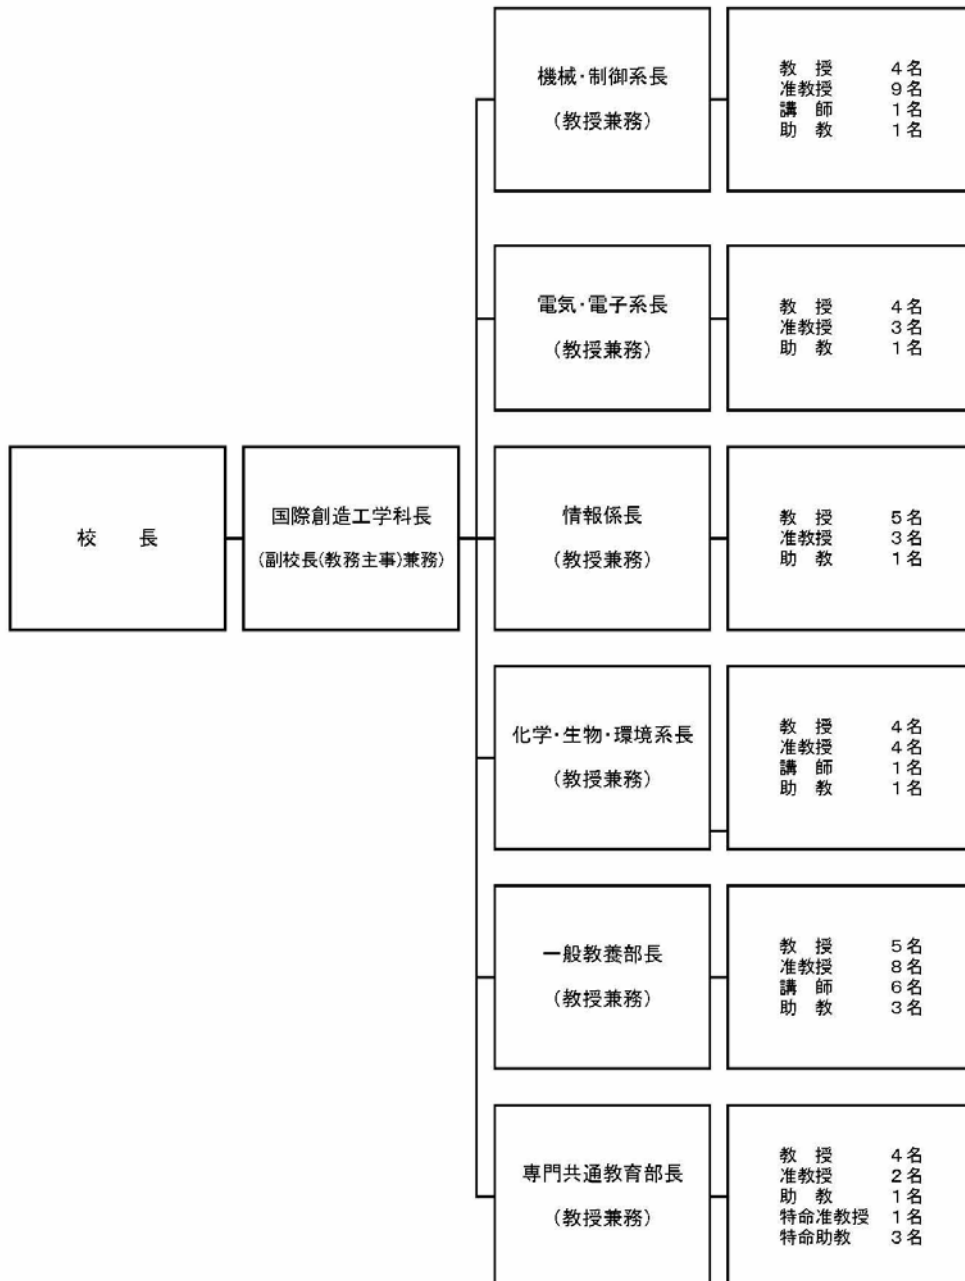 校　長
国際創造工学科長
(副校長(教務主事)兼務)
機械・制御系長
(教授兼務)
教　授　4名
准教授　9名
講　師　1名
助　教　1名
電気・電子系長
(教授兼務)
教　授　4名
准教授　3名
助　教　1名
情報係長
(教授兼務)
教　授　5名
准教授　3名
助　教　1名
化学・生物・環境系長
(教授兼務)
教　授　4名
准教授　4名
講　師　1名
助　教　1名
一般教養部長
(教授兼務)
教　授　5名
准教授　8名
講　師　6名
助　教　3名
専門共通教育部長
(教授兼務)
教　授　4名
准教授　2名
助　教　1名
特命准教授　1名
特命助教　3名